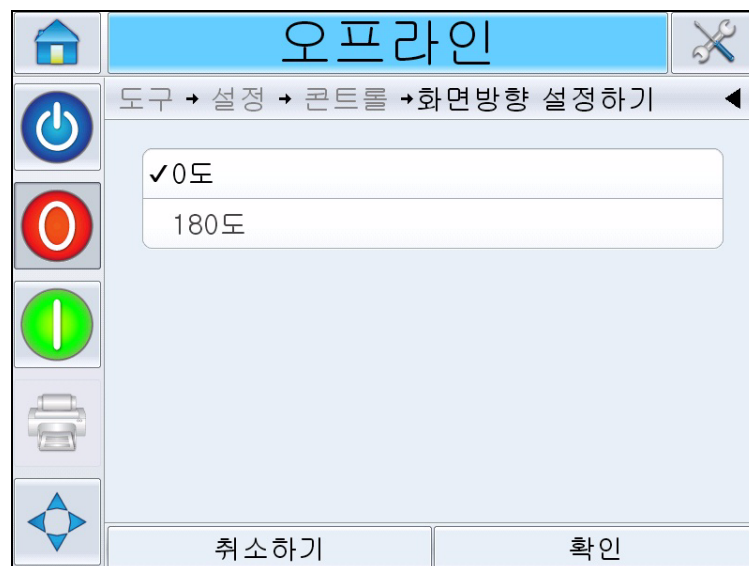 오프라인
도구 → 설정 → 콘트롤 →화면방향 설정하기
✓0도
180도
취소하기
확인